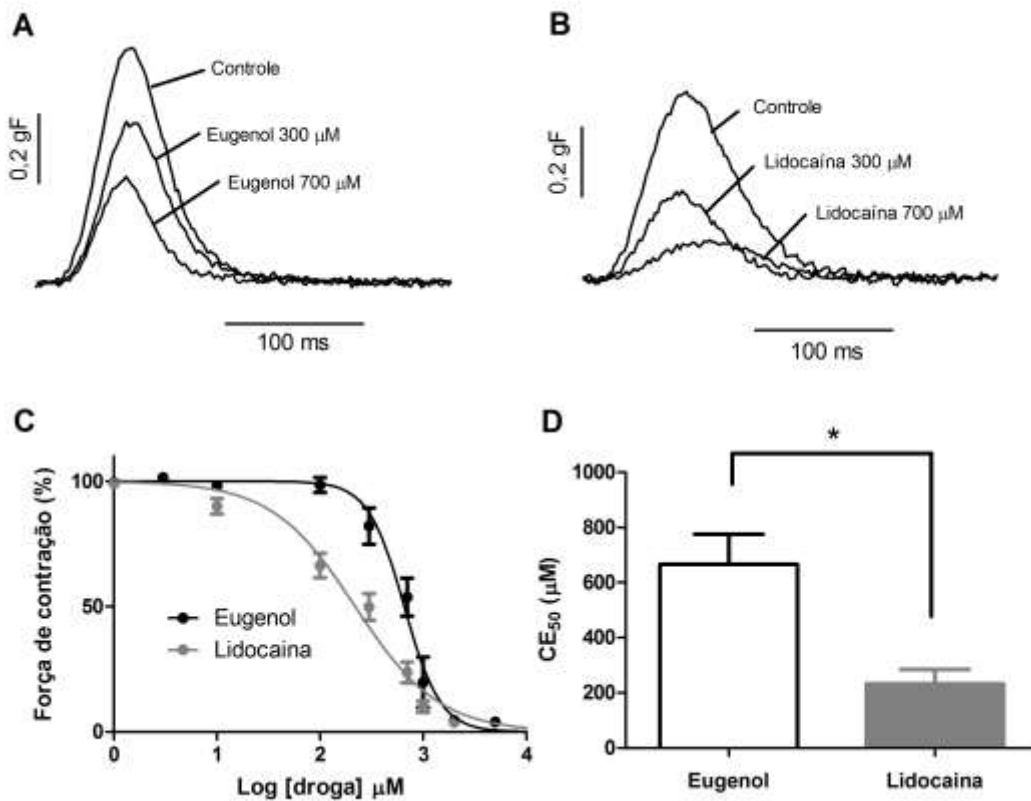 A
Controle
Eugenol 300 µM
Eugenol 700 µM
0,2 gF
100 ms
B
Controle
Lidocaína 300 µM
Lidocaína 700 µM
0,2 gF
100 ms
C
Força de contração (%)
100
50
0
Eugenol
Lidocaina
0 1 2 3 4
Log [droga] µM
D
*
CE50 (µM)
1000
800
600
400
200
0
Eugenol Lidocaina